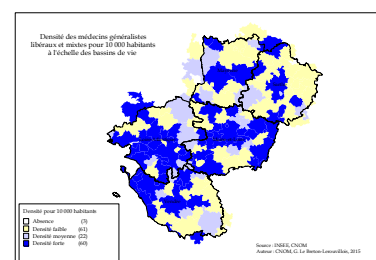 Densité des médecins généralistes
libéraux et mixtes pour 10 000 habitants
à l'échelle des bassins de vie
Densité pour 10 000 habitants
Absence (3)
Densité faible (61)
Densité moyenne (22)
Densité forte (60)
Source : INSEE, CNOM
Auteur : CNOM, G. Le Breton-Lerouvillois, 2015